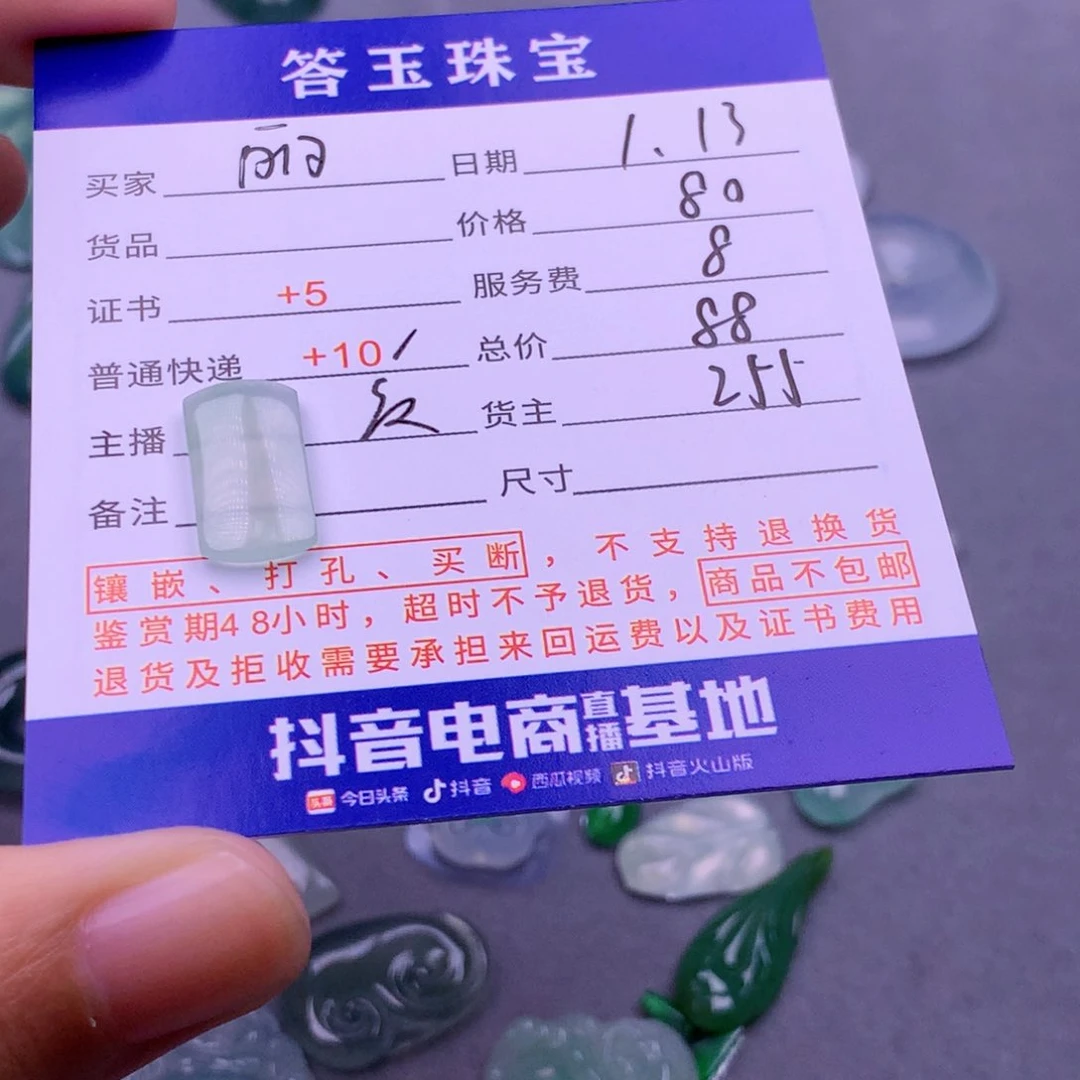 答玉珠宝
买家 丽 日期 1.13
货品 价格 80
证书 +5 服务费 8
普通快递 +10 总价 88
主播 货主 255
备注 尺寸
镶嵌、打孔、买断，不支持退换货
鉴赏期48小时，超时不予退货，商品不包邮
退货及拒收需要承担来回运费以及证书费用
抖音电商直播基地
头条 今日头条 抖音 西瓜视频 抖音火山版